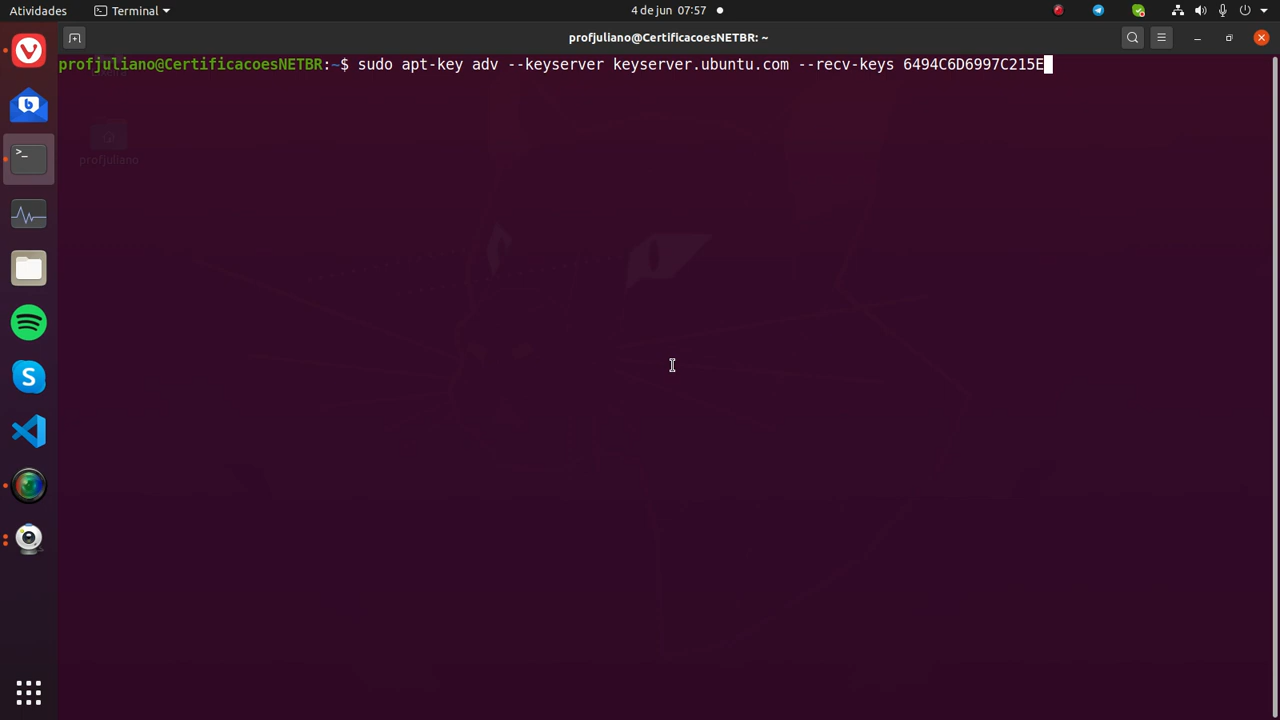 Atividades
Terminal
4 de jun 07:57
profjuliano@CertificacoesNETBR: ~
profjuliano@CertificacoesNETBR:~$ sudo apt-key adv --keyserver keyserver.ubuntu.com --recv-keys 6494C6D6997C215E
profjuliano